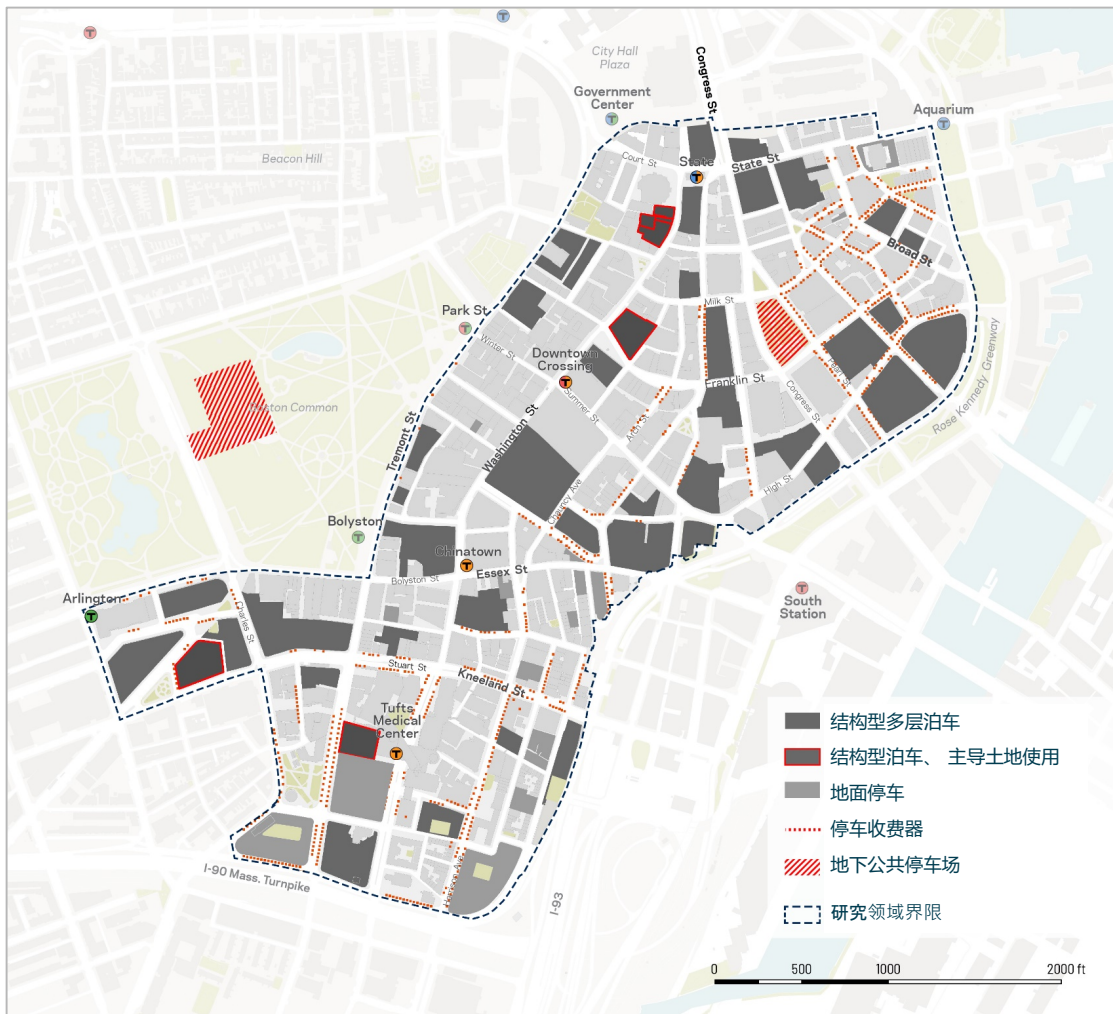 City Hall
Plaza
Congress St
Government
Center
Aquarium
Beacon Hill
Court St
State
State St
Broad St
Park St
Milk St
Winter St
Downtown
Crossing
Franklin St
Summer St
Pearl St
Congress St
Rose Kennedy Greenway
Boston Common
Tremont St
Washington St
Arch St
High St
Chauncy Ave
Bolyston
Chinatown
Essex St
Bolyston St
Arlington
Charles St
South
Station
Stuart St
Kneeland St
Tufts
Medical
Center
Harrison Ave
I-90 Mass. Turnpike
I-93
结构型多层泊车
结构型泊车、 主导土地使用
地面停车
停车收费器
地下公共停车场
研究领域界限
0 500 1000 2000 ft